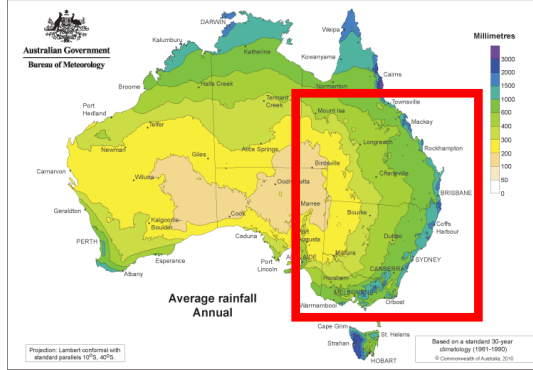 Australian Government
Bureau of Meteorology
Millimetres
3000
2000
1500
1000
600
400
300
200
100
50
0
DARWIN
Kalumburu
Katherine
Weipa
Kowanyama
Cairns
Normanton
Broome
Halls Creek
Tennant
Creek
Townsville
Mount Isa
Port
Hedland
Telfer
Mackay
Longreach
Rockhampton
Newman
Giles
Alice Springs
Birdsville
Carnarvon
Wiluna
Oodnadatta
Charleville
BRISBANE
Marree
Bourke
Geraldton
Kalgoorlie-
Boulder
Cook
Coffs
Harbour
Ceduna
Port
Augusta
Dubbo
PERTH
Esperance
Port
Lincoln
ADELAIDE
Mildura
SYDNEY
Albany
CANBERRA
Horsham
MELBOURNE
Warrnambool
Orbost
Average rainfall
Annual
Cape Grim
St. Helens
Strahan
HOBART
Projection: Lambert conformal with
standard parallels 10°S, 40°S.
Based on a standard 30-year
climatology (1961-1990)
© Commonwealth of Australia, 2010